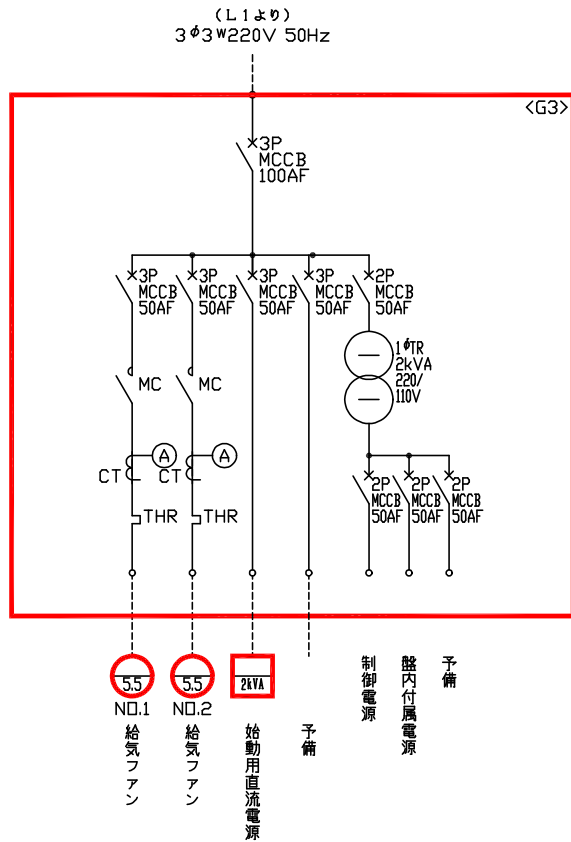 (L1より)
3φ3W220V 50Hz
<G3>
3P
MCCB
100AF
3P
MCCB
50AF
3P
MCCB
50AF
3P
MCCB
50AF
3P
MCCB
50AF
2P
MCCB
50AF
MC
MC
1φTR
2kVA
220/
110V
A
A
CT
CT
THR
THR
2P
MCCB
50AF
2P
MCCB
50AF
2P
MCCB
50AF
5.5
5.5
2kVA
NO.1
給気ファン
NO.2
給気ファン
始動用直流電源
予備
制御電源
盤内付属電源
予備